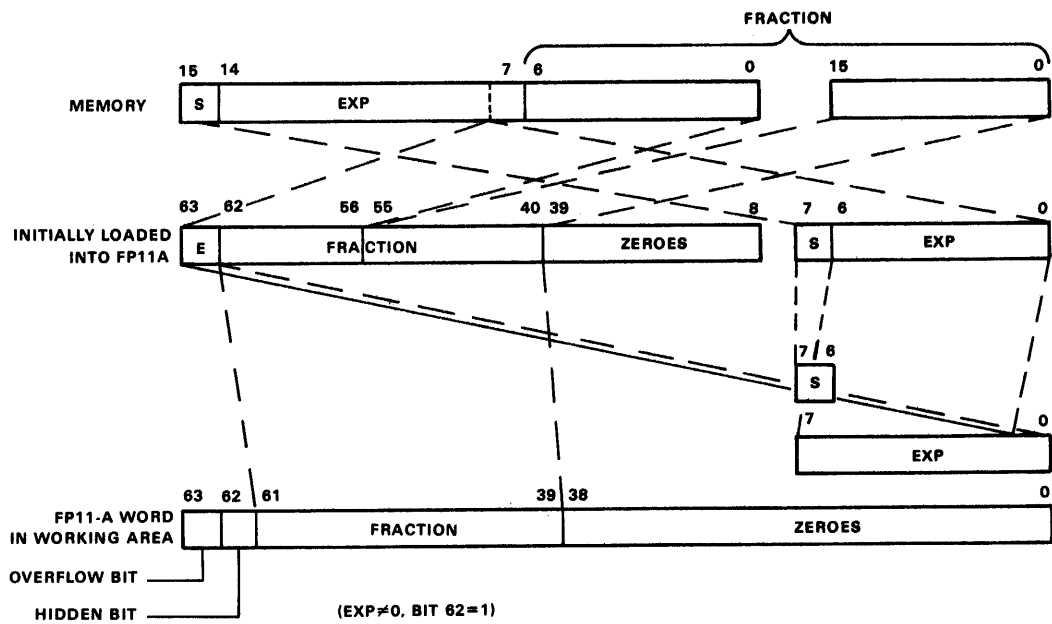 FRACTION
15 14 7 6 0 15 0
MEMORY S EXP
63 62 56 55 40 39 8 7 6 0
INITIALLY LOADED
INTO FP11A
E FRACTION ZEROES S EXP
7 6
S
7 0
EXP
63 62 61 39 38 0
FP11-A WORD
IN WORKING AREA
FRACTION ZEROES
OVERFLOW BIT
HIDDEN BIT
(EXP≠0, BIT 62=1)